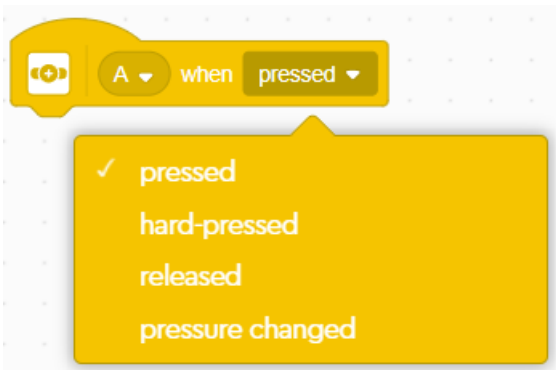 A when pressed
pressed
hard-pressed
released
pressure changed